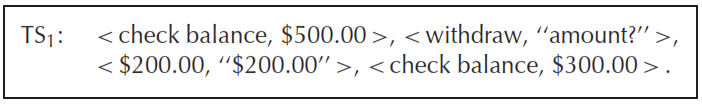 TS₁: < check balance, $500.00 >, < withdraw, ‘‘amount?’’ >,
< $200.00, ‘‘$200.00’’ >, < check balance, $300.00 > .